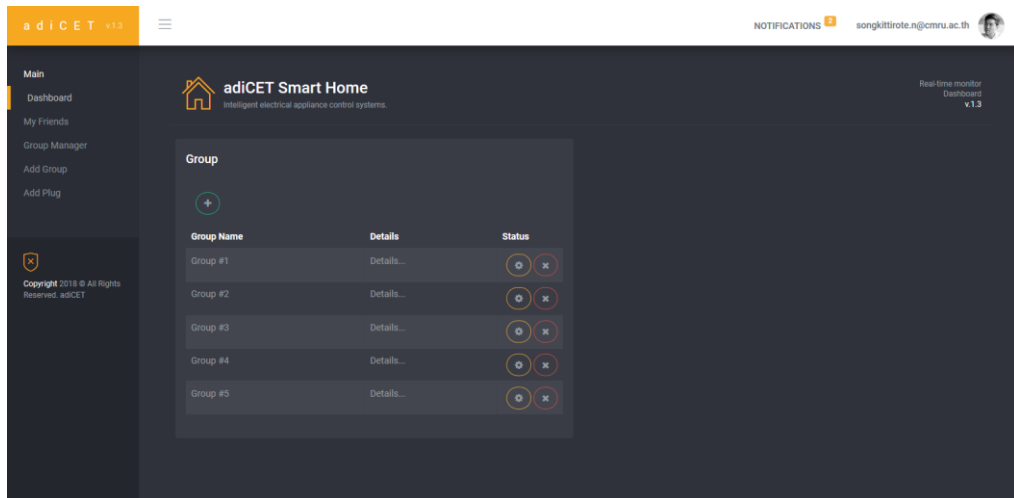 adiCET v.1.3
NOTIFICATIONS 2
songkittirote.n@cmru.ac.th
Main
Dashboard
My Friends
Group Manager
Add Group
Add Plug
Copyright 2018 © All Rights
Reserved. adiCET
adiCET Smart Home
Intelligent electrical appliance control systems.
Real-time monitor
Dashboard
v.1.3
Group
Group Name Details Status
Group #1 Details...
Group #2 Details...
Group #3 Details...
Group #4 Details...
Group #5 Details...